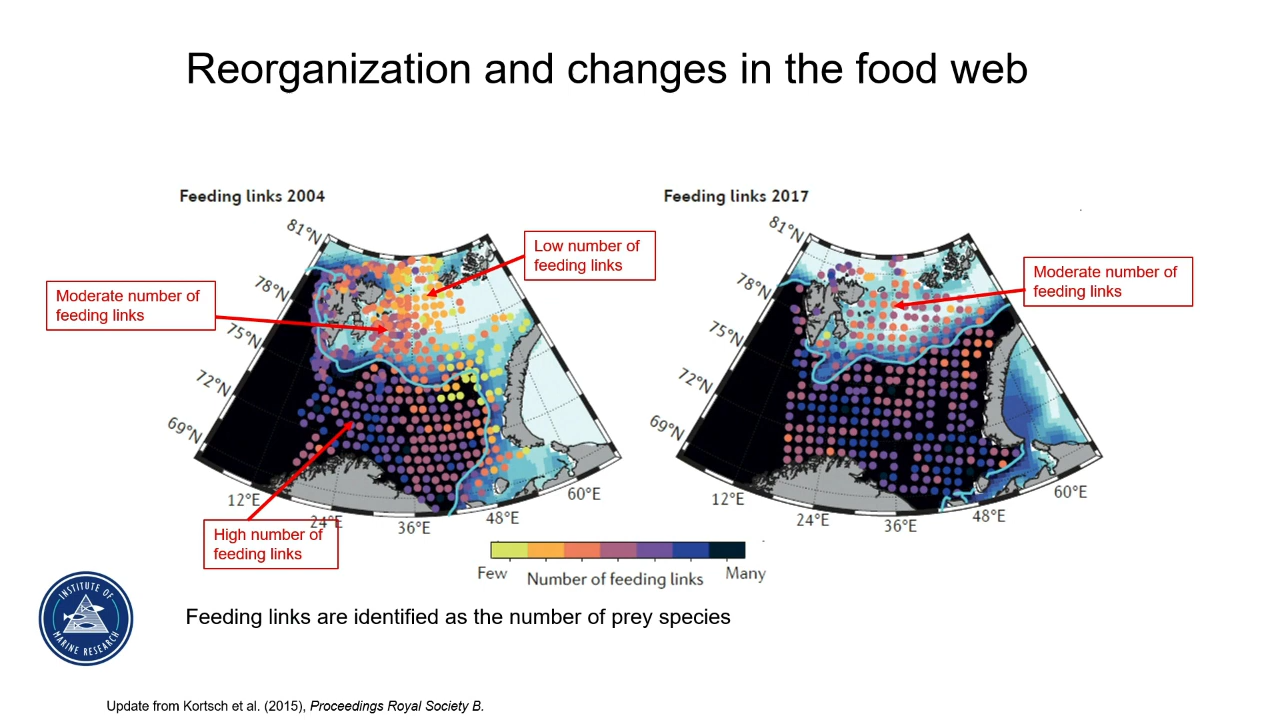 Reorganization and changes in the food web
Feeding links 2004
Feeding links 2017
81°N
78°N
75°N
72°N
69°N
12°E
24°E
36°E
48°E
60°E
Low number of
feeding links
Moderate number of
feeding links
High number of
feeding links
81°N
78°N
75°N
72°N
69°N
12°E
24°E
36°E
48°E
60°E
Moderate number of
feeding links
Few
Number of feeding links
Many
INSTITUTE OF
MARINE RESEARCH
Feeding links are identified as the number of prey species
Update from Kortsch et al. (2015), Proceedings Royal Society B.